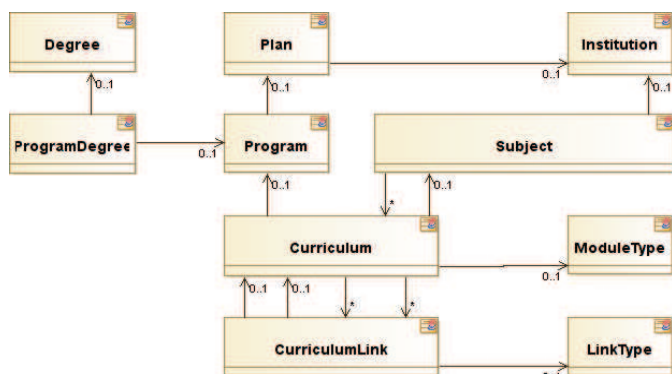 Degree
Plan
Institution
0..1
0..1
0..1
0..1
ProgramDegree
0..1
Program
Subject
0..1
*
0..1
Curriculum
0..1
ModuleType
0..1
0..1
*
*
CurriculumLink
LinkType